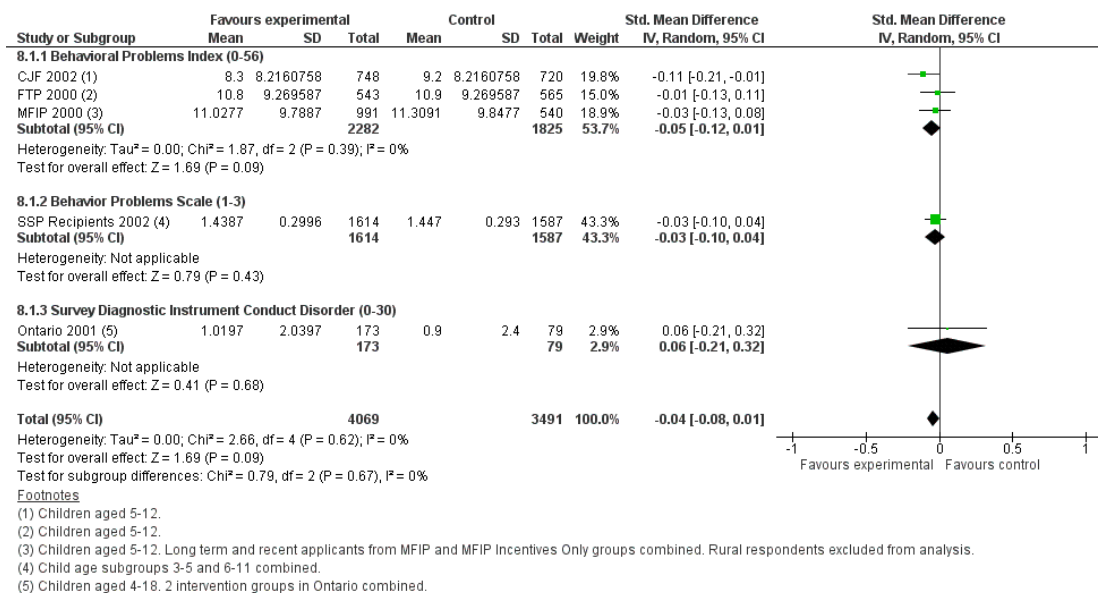 Favours experimental Control Std. Mean Difference Std. Mean Difference
Study or Subgroup Mean SD Total Mean SD Total Weight IV, Random, 95% CI IV, Random, 95% CI
8.1.1 Behavioral Problems Index (0-56)
CJF 2002 (1) 8.3 8.2160758 748 9.2 8.2160758 720 19.8% -0.11 [-0.21, -0.01]
FTP 2000 (2) 10.8 9.269587 543 10.9 9.269587 565 15.0% -0.01 [-0.13, 0.11]
MFIP 2000 (3) 11.0277 9.7887 991 11.3091 9.8477 540 18.9% -0.03 [-0.13, 0.08]
Subtotal (95% CI) 2282 1825 53.7% -0.05 [-0.12, 0.01]
Heterogeneity: Tau² = 0.00; Chi² = 1.87, df = 2 (P = 0.39); I² = 0%
Test for overall effect: Z = 1.69 (P = 0.09)
8.1.2 Behavior Problems Scale (1-3)
SSP Recipients 2002 (4) 1.4387 0.2996 1614 1.447 0.293 1587 43.3% -0.03 [-0.10, 0.04]
Subtotal (95% CI) 1614 1587 43.3% -0.03 [-0.10, 0.04]
Heterogeneity: Not applicable
Test for overall effect: Z = 0.79 (P = 0.43)
8.1.3 Survey Diagnostic Instrument Conduct Disorder (0-30)
Ontario 2001 (5) 1.0197 2.0397 173 0.9 2.4 79 2.9% 0.06 [-0.21, 0.32]
Subtotal (95% CI) 173 79 2.9% 0.06 [-0.21, 0.32]
Heterogeneity: Not applicable
Test for overall effect: Z = 0.41 (P = 0.68)
Total (95% CI) 4069 3491 100.0% -0.04 [-0.08, 0.01]
Heterogeneity: Tau² = 0.00; Chi² = 2.66, df = 4 (P = 0.62); I² = 0%
Test for overall effect: Z = 1.69 (P = 0.09)
Test for subgroup differences: Chi² = 0.79, df = 2 (P = 0.67), I² = 0%
-1 -0.5 0 0.5 1
Favours experimental Favours control
Footnotes
(1) Children aged 5-12.
(2) Children aged 5-12.
(3) Children aged 5-12. Long term and recent applicants from MFIP and MFIP Incentives Only groups combined. Rural respondents excluded from analysis.
(4) Child age subgroups 3-5 and 6-11 combined.
(5) Children aged 4-18. 2 intervention groups in Ontario combined.